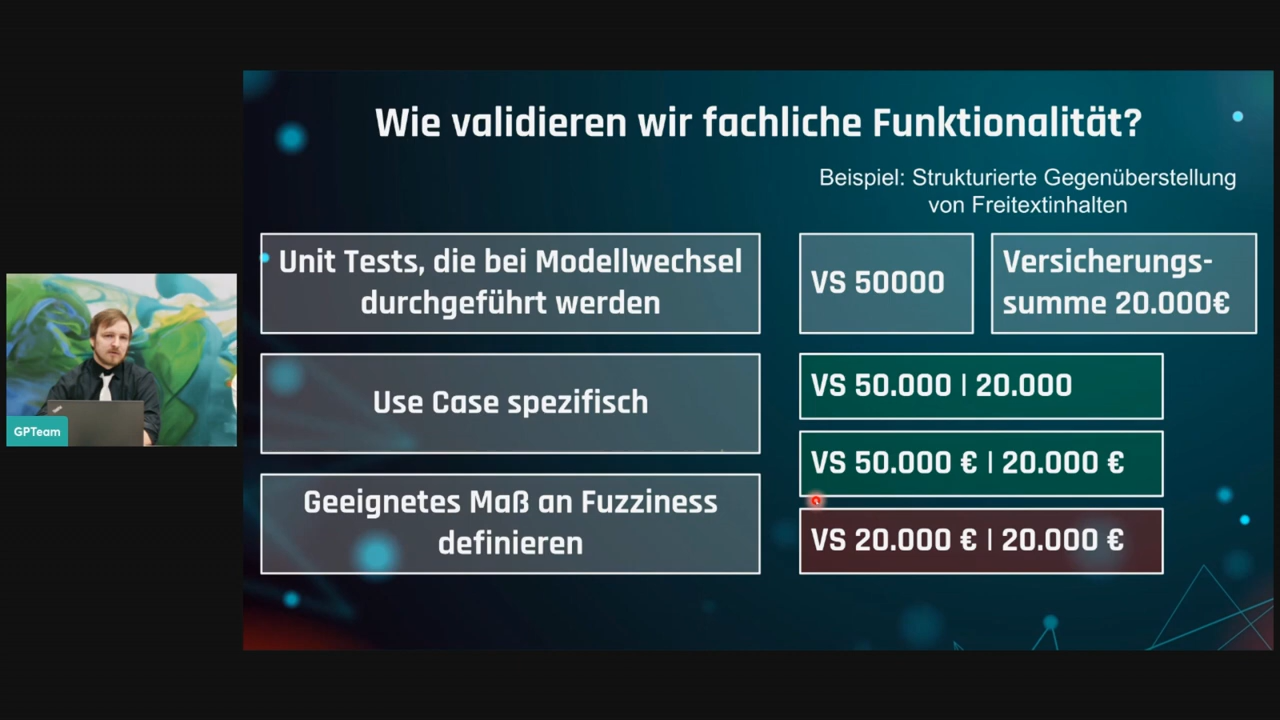 Wie validieren wir fachliche Funktionalität?
Beispiel: Strukturierte Gegenüberstellung
von Freitextinhalten
Unit Tests, die bei Modellwechsel
durchgeführt werden
VS 50000
Versicherungs-
summe 20.000€
Use Case spezifisch
VS 50.000 | 20.000
VS 50.000 € | 20.000 €
Geeignetes Maß an Fuzziness
definieren
VS 20.000 € | 20.000 €
GPTeam